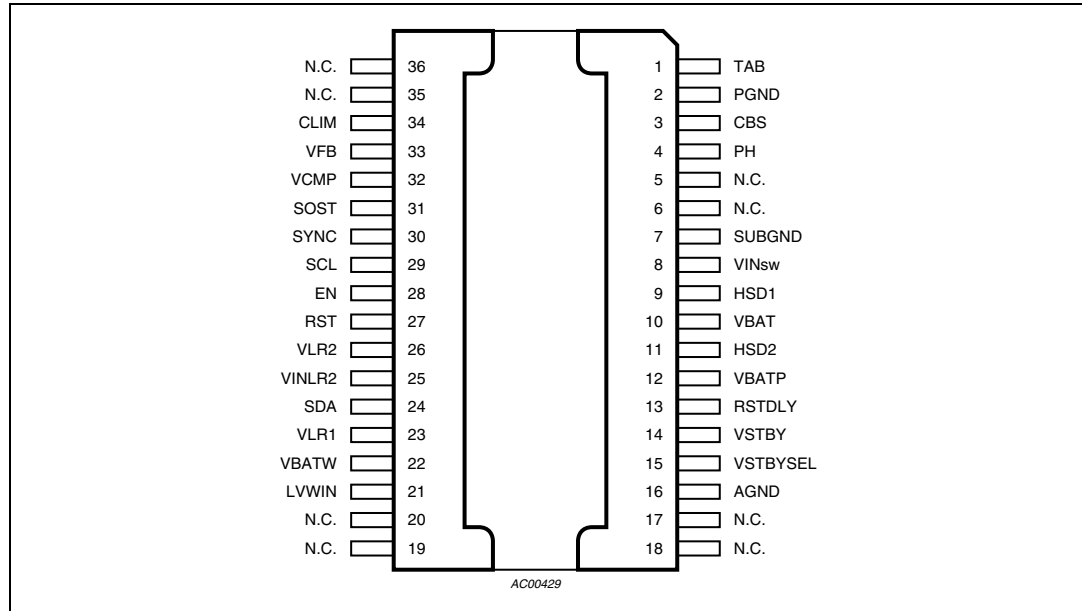 N.C. 36 1 TAB
N.C. 35 2 PGND
CLIM 34 3 CBS
VFB 33 4 PH
VCMP 32 5 N.C.
SOST 31 6 N.C.
SYNC 30 7 SUBGND
SCL 29 8 VINsw
EN 28 9 HSD1
RST 27 10 VBAT
VLR2 26 11 HSD2
VINLR2 25 12 VBATP
SDA 24 13 RSTDLY
VLR1 23 14 VSTBY
VBATW 22 15 VSTBYSEL
LVWIN 21 16 AGND
N.C. 20 17 N.C.
N.C. 19 18 N.C.
AC00429